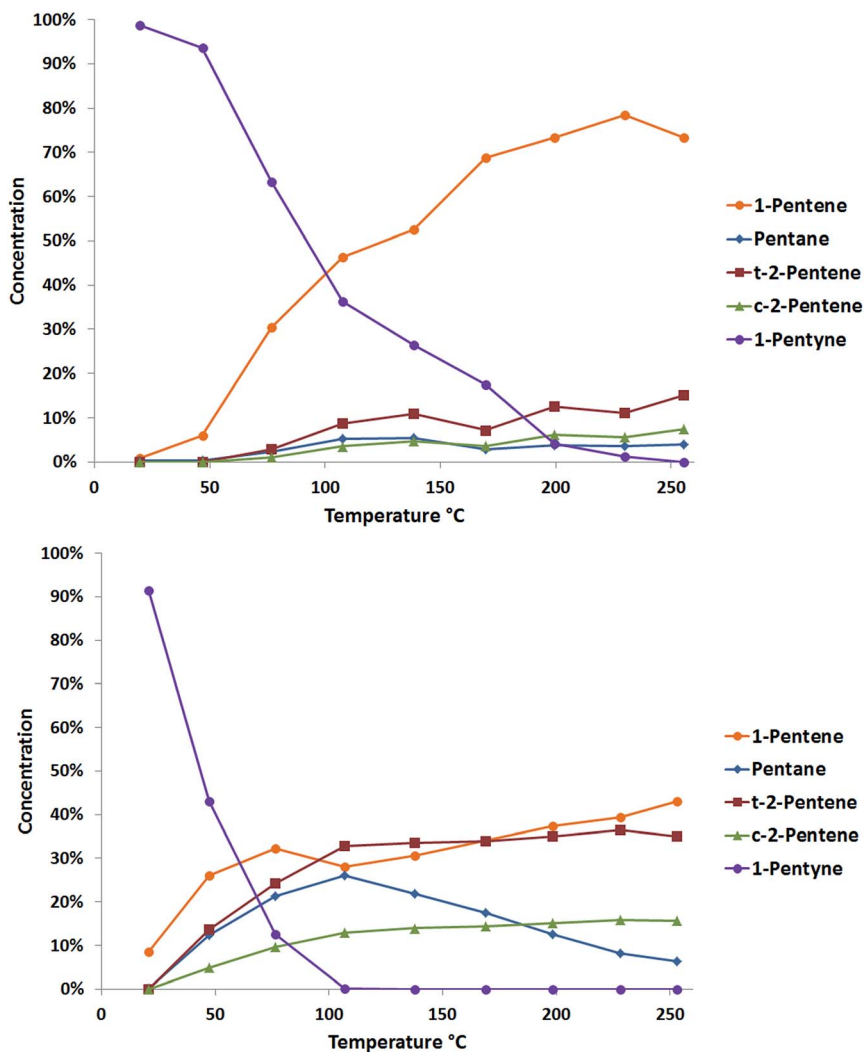 100%
90%
80%
70%
60%
50%
40%
30%
20%
10%
0%
Concentration
0 50 100 150 200 250
Temperature °C
1-Pentene
Pentane
t-2-Pentene
c-2-Pentene
1-Pentyne
100%
90%
80%
70%
60%
50%
40%
30%
20%
10%
0%
Concentration
0 50 100 150 200 250
Temperature °C
1-Pentene
Pentane
t-2-Pentene
c-2-Pentene
1-Pentyne